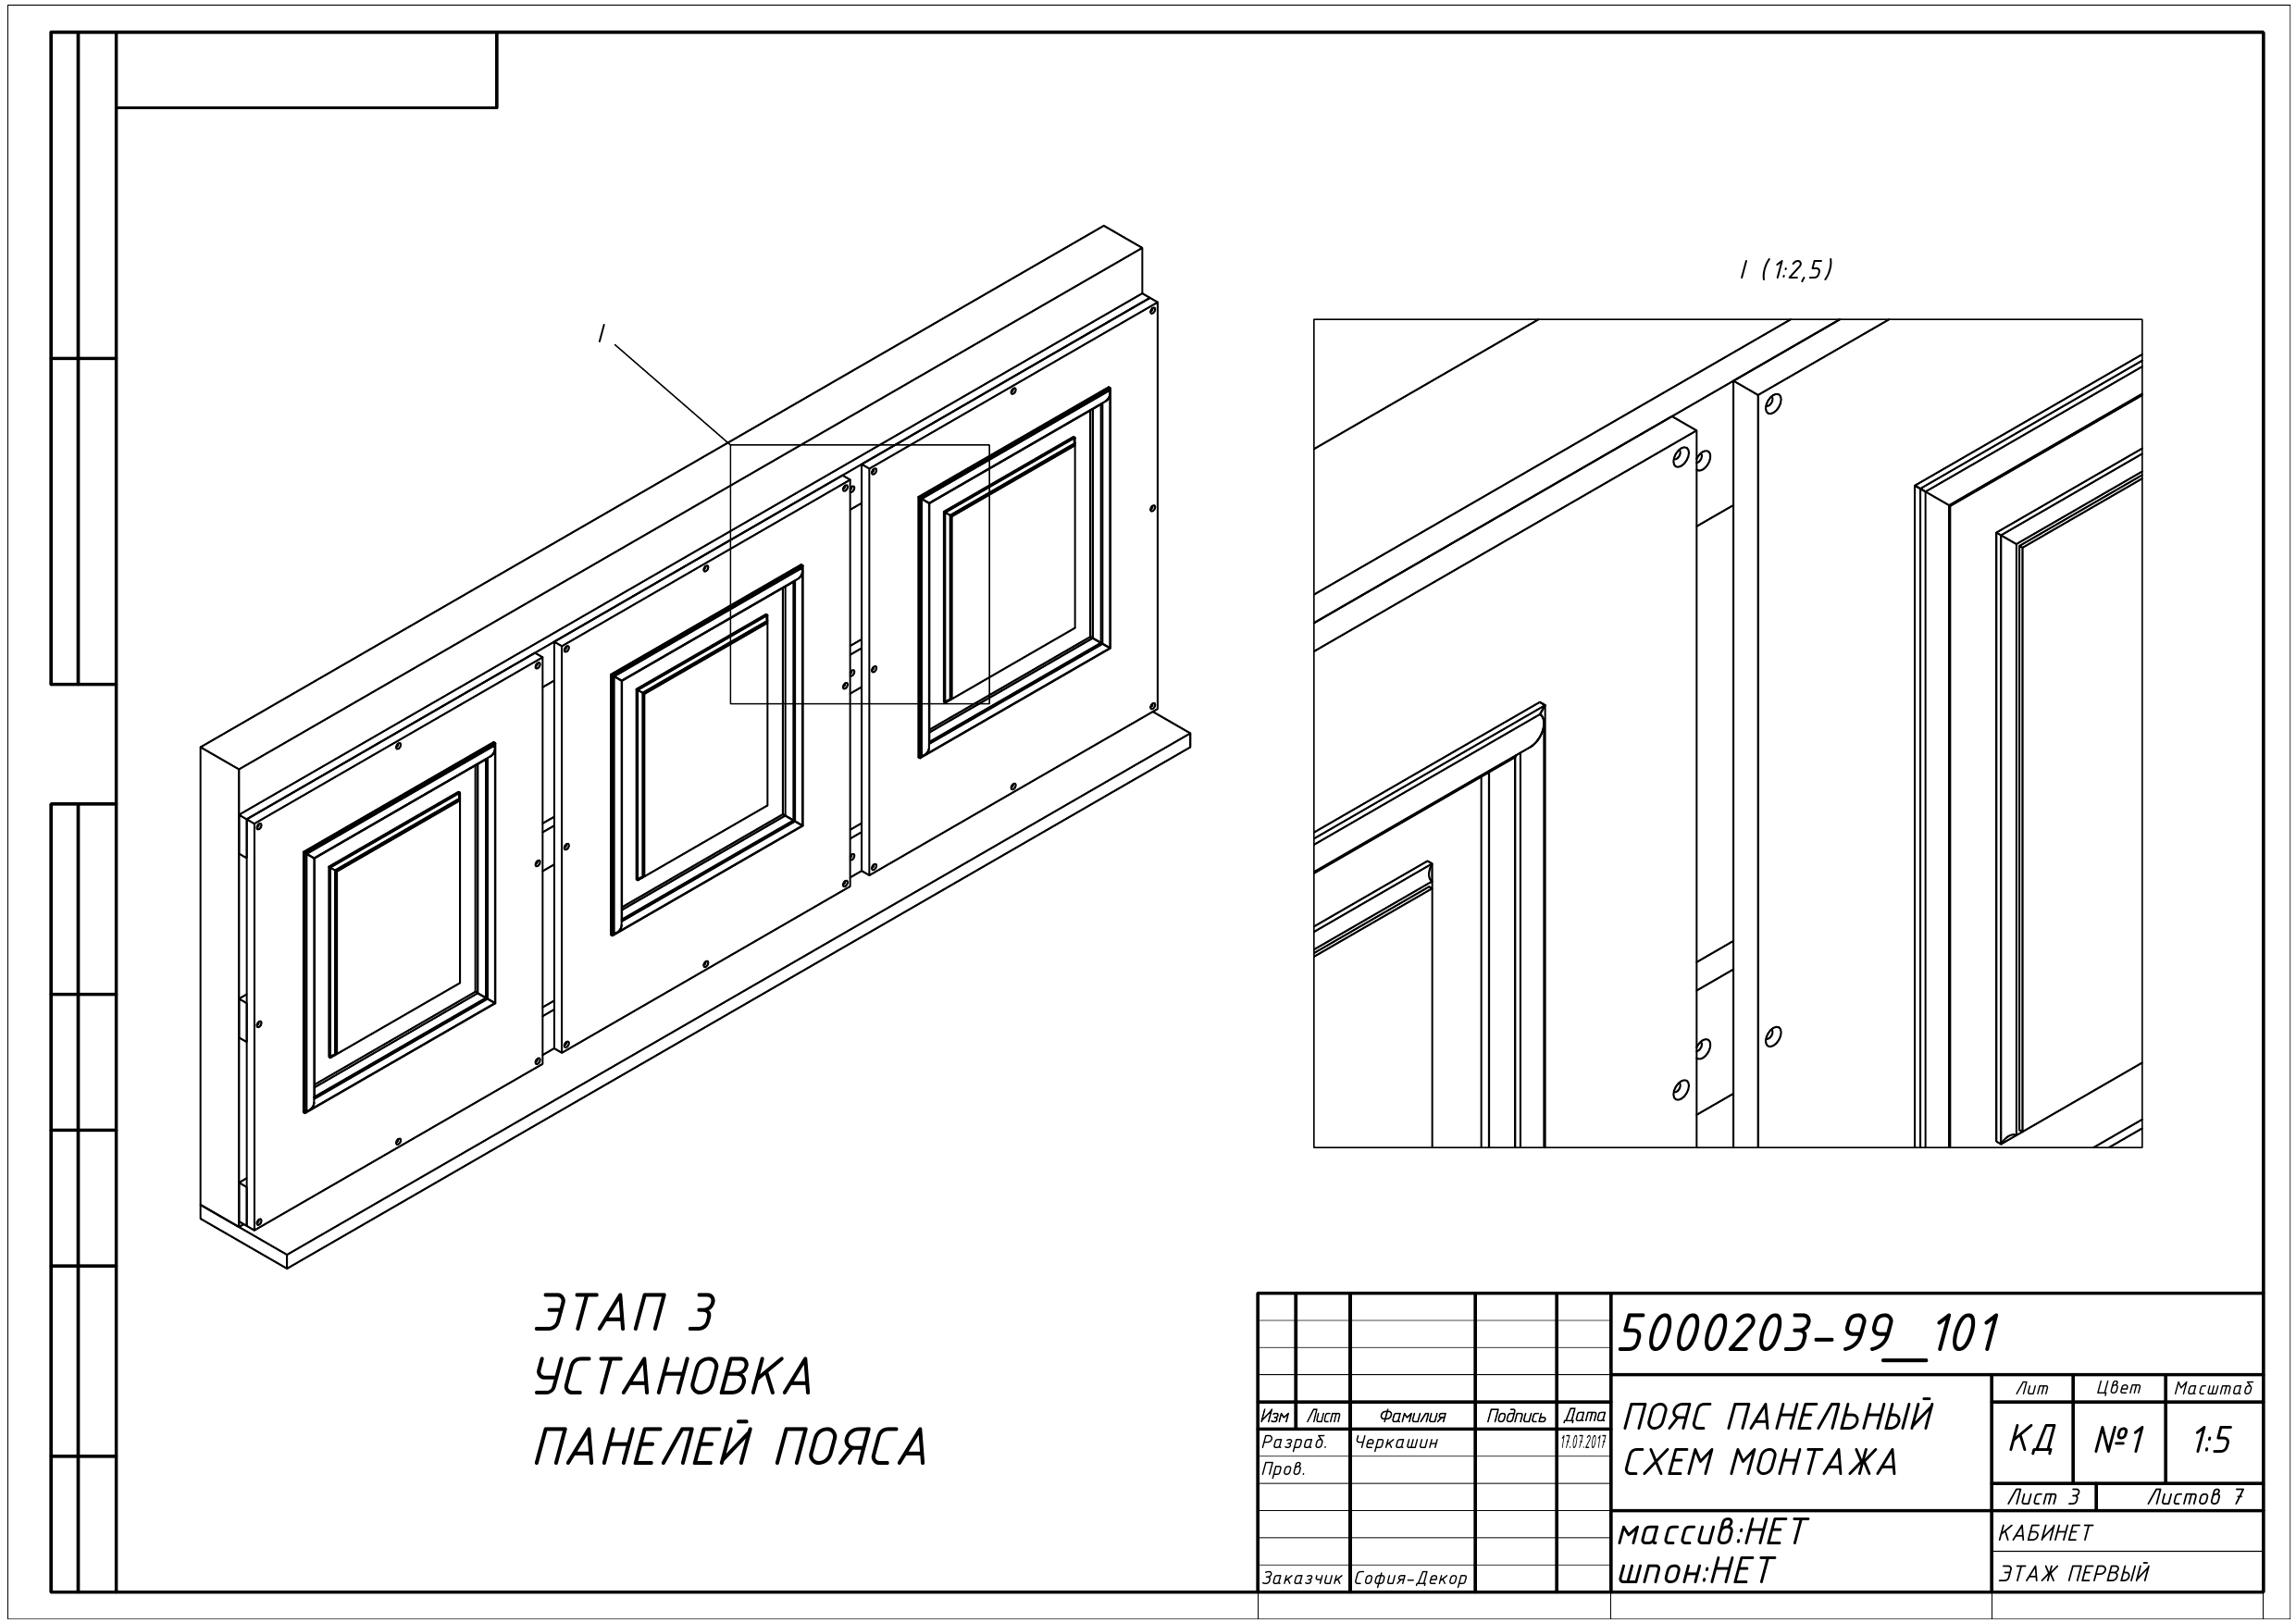 I
I (1:2,5)
ЭТАП 3
УСТАНОВКА
ПАНЕЛЕЙ ПОЯСА
5000203-99__101
ПОЯС ПАНЕЛЬНЫЙ
СХЕМ МОНТАЖА
Лит Цвет Масштаб
КД №1 1:5
Лист 3 Листов 7
Изм Лист Фамилия Подпись Дата
Разраб. Черкашин 17.07.2017
Пров.
Заказчик София-Декор
массив:НЕТ
шпон:НЕТ
КАБИНЕТ
ЭТАЖ ПЕРВЫЙ